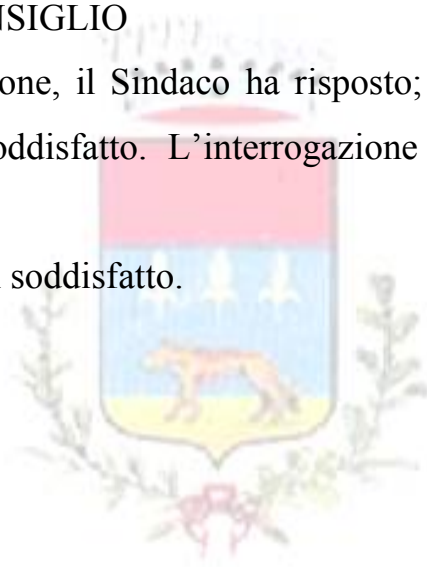 NSIGLIO
one, il Sindaco ha risposto;
oddisfatto. L’interrogazione
soddisfatto.